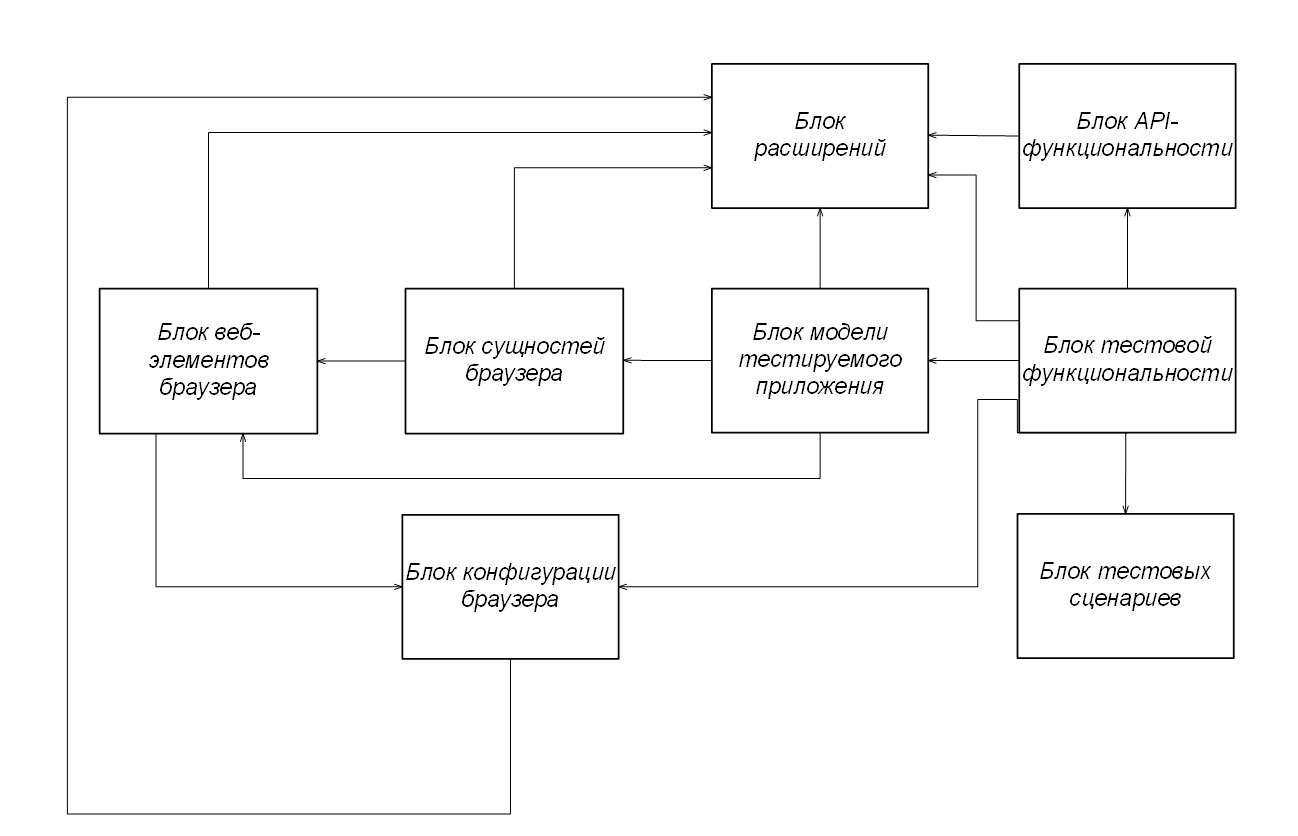 Блок
расширений
Блок API-
функциональности
Блок веб-
элементов
браузера
Блок сущностей
браузера
Блок модели
тестируемого
приложения
Блок тестовой
функциональности
Блок конфигурации
браузера
Блок тестовых
сценариев